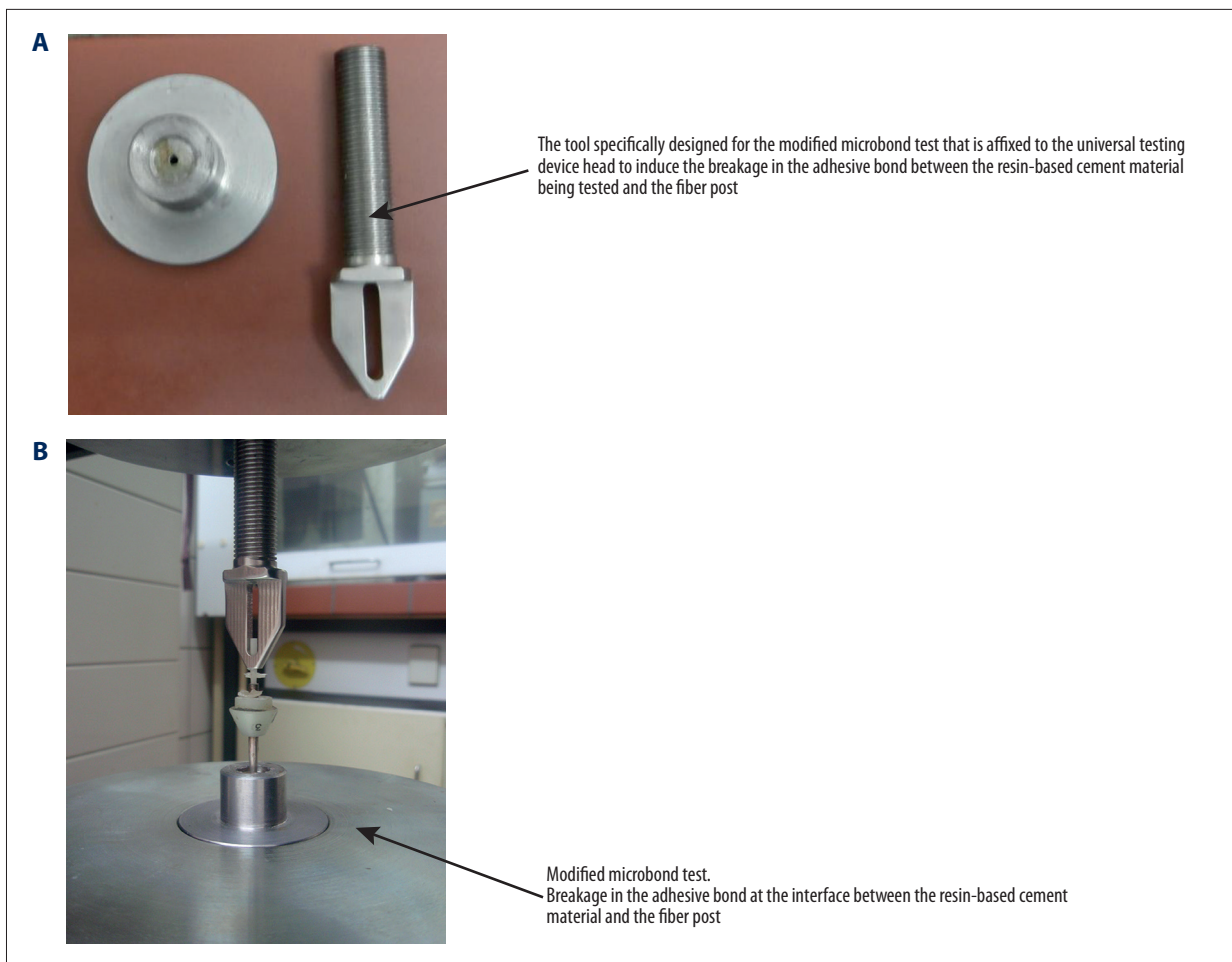 A
The tool specifically designed for the modified microbond test that is affixed to the universal testing
device head to induce the breakage in the adhesive bond between the resin-based cement material
being tested and the fiber post
B
Modified microbond test.
Breakage in the adhesive bond at the interface between the resin-based cement
material and the fiber post